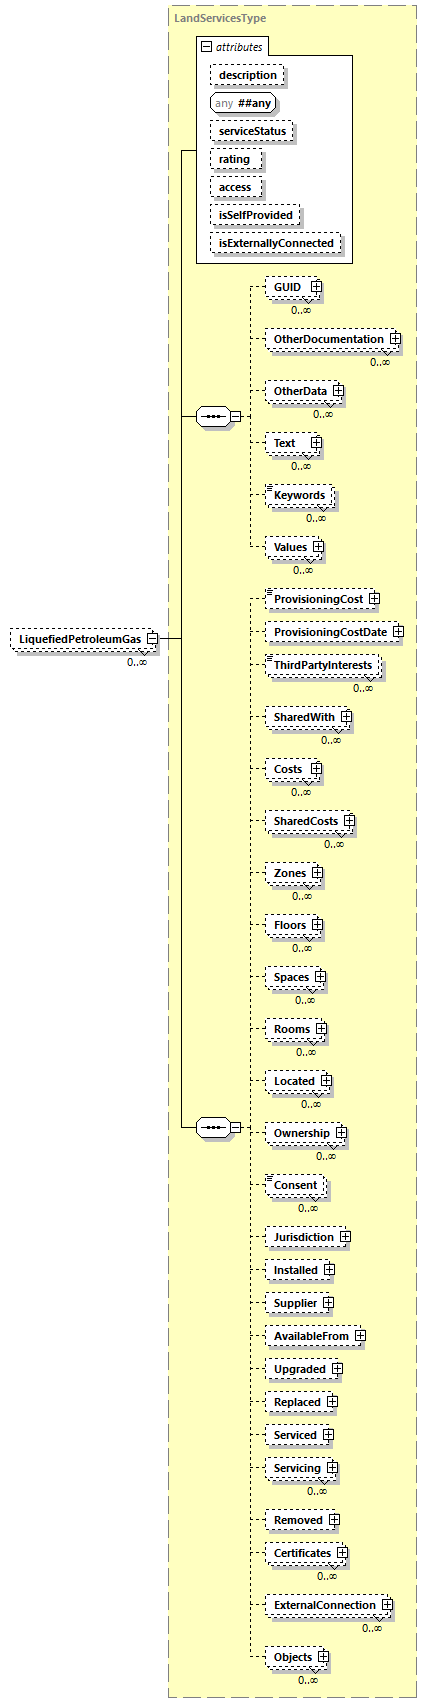 LandServicesType
attributes
description
any ##any
serviceStatus
rating
access
isSelfProvided
isExternallyConnected
GUID
0..∞
OtherDocumentation
0..∞
OtherData
0..∞
Text
0..∞
Keywords
0..∞
Values
0..∞
LiquefiedPetroleumGas
0..∞
ProvisioningCost
ProvisioningCostDate
ThirdPartyInterests
0..∞
SharedWith
0..∞
Costs
0..∞
SharedCosts
0..∞
Zones
0..∞
Floors
0..∞
Spaces
0..∞
Rooms
0..∞
Located
0..∞
Ownership
0..∞
Consent
0..∞
Jurisdiction
Installed
Supplier
AvailableFrom
Upgraded
Replaced
Serviced
Servicing
0..∞
Removed
Certificates
0..∞
ExternalConnection
0..∞
Objects
0..∞